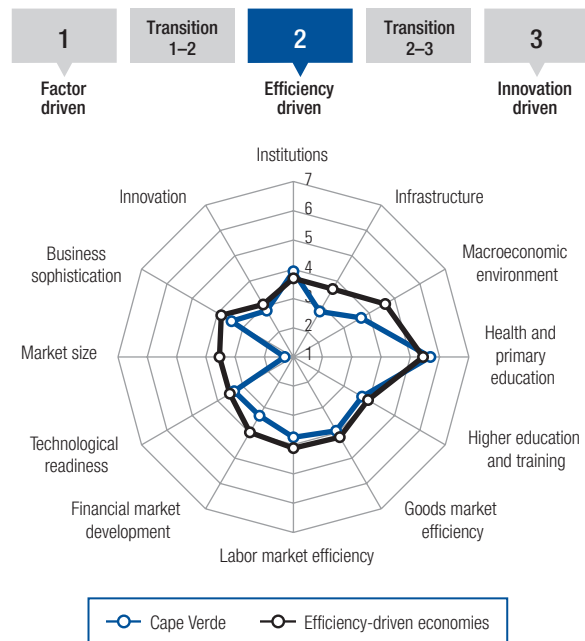 1
Transition
1–2
2
Transition
2–3
3
Factor
driven
Efficiency
driven
Innovation
driven
Institutions
7
Innovation
6
Infrastructure
5
Business
sophistication
4
Macroeconomic
environment
3
2
Market size
1
Health and
primary
education
Technological
readiness
Higher education
and training
Financial market
development
Goods market
efficiency
Labor market efficiency
Cape Verde
Efficiency-driven economies